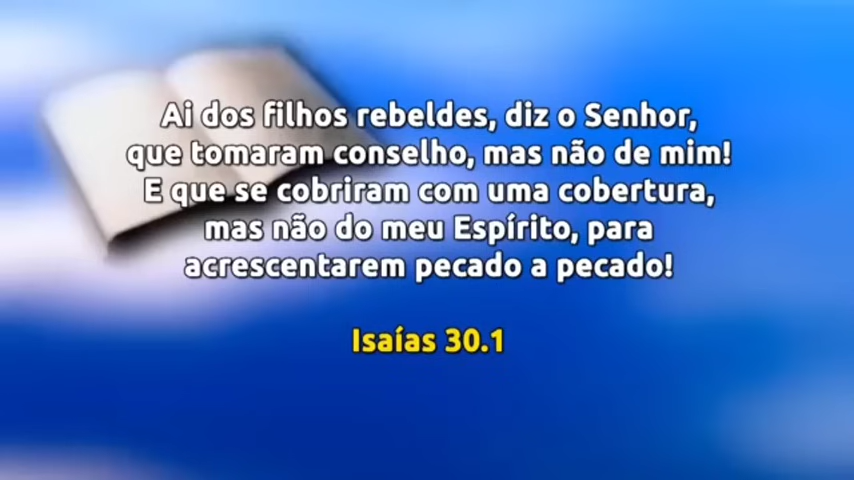 Ai dos filhos rebeldes, diz o Senhor,
que tomaram conselho, mas não de mim!
E que se cobriram com uma cobertura,
mas não do meu Espírito, para
acrescentarem pecado a pecado!
Isaías 30.1